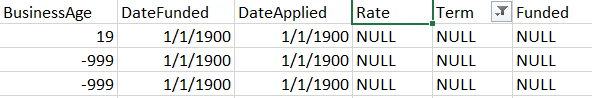 BusinessAge DateFunded DateApplied Rate Term Funded
19 1/1/1900 1/1/1900 NULL NULL NULL
-999 1/1/1900 1/1/1900 NULL NULL NULL
-999 1/1/1900 1/1/1900 NULL NULL NULL